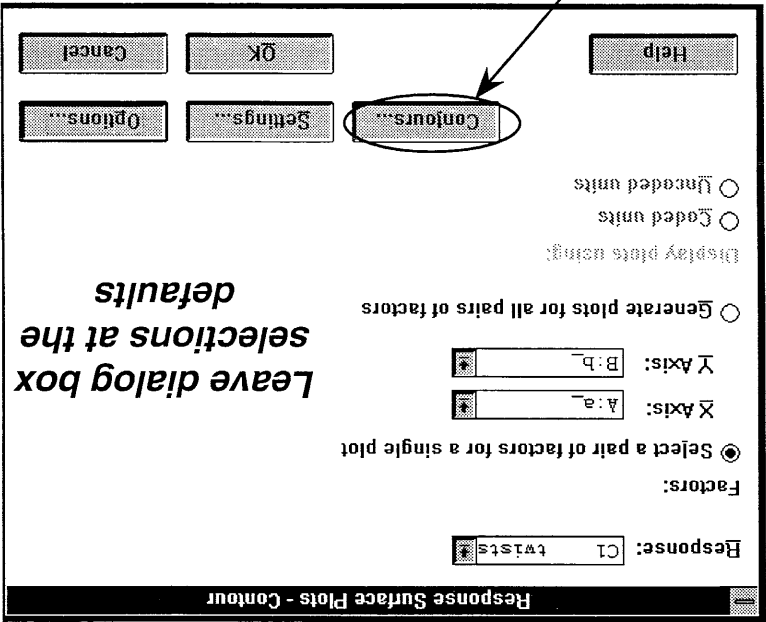 Response Surface Plots - Contour
Response: C1 twists
Factors:
Select a pair of factors for a single plot
X Axis: A:a_
Y Axis: B:b_
Generate plots for all pairs of factors
Leave dialog box
selections at the
defaults
Display plots using:
Coded units
Uncoded units
Contours... Settings... Options...
Help OK Cancel